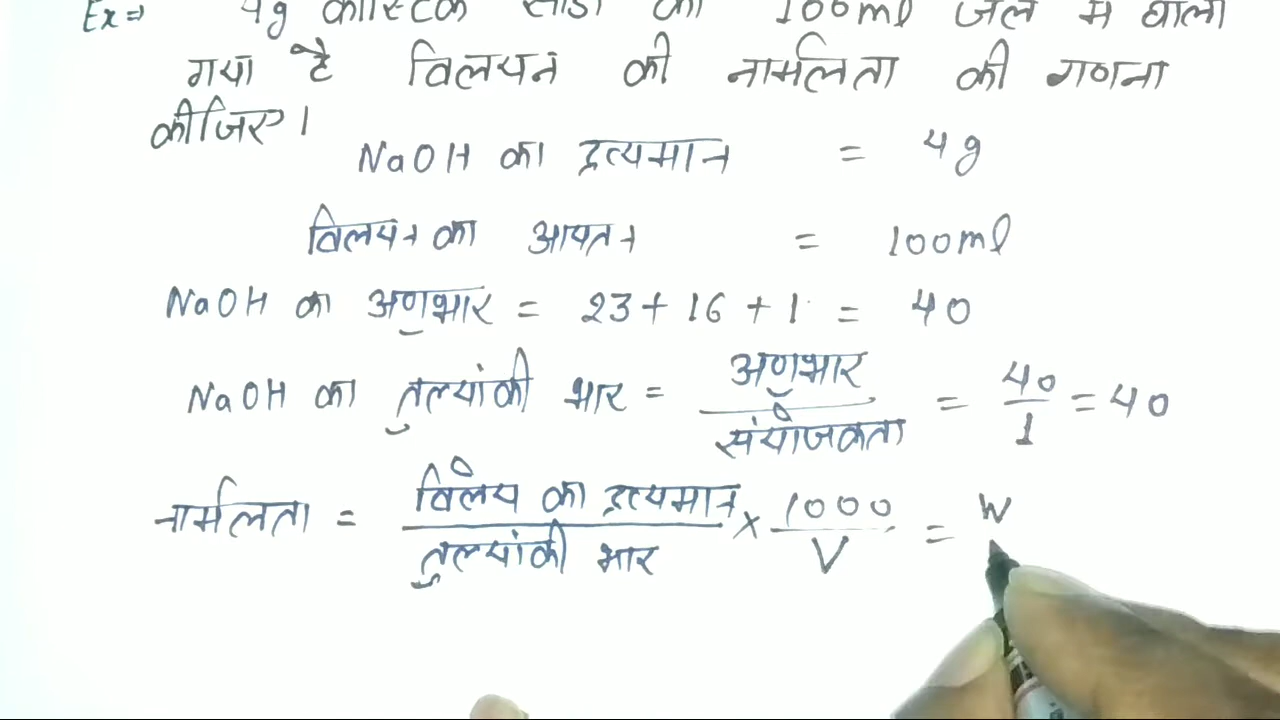 Ex⇒ 4g कास्टिक सोडा को 100ml जल में घोला
गया है विलयन की नार्मलता की गणना
कीजिए।
NaOH का द्रव्यमान = 4g
विलयन का आयतन = 100ml
NaOH का अणुभार = 23 + 16 + 1 = 40
NaOH का तुल्यांकी भार = अणुभार / संयोजकता = 40 / 1 = 40
नार्मलता = विलेय का द्रव्यमान / तुल्यांकी भार × 1000 / V = W